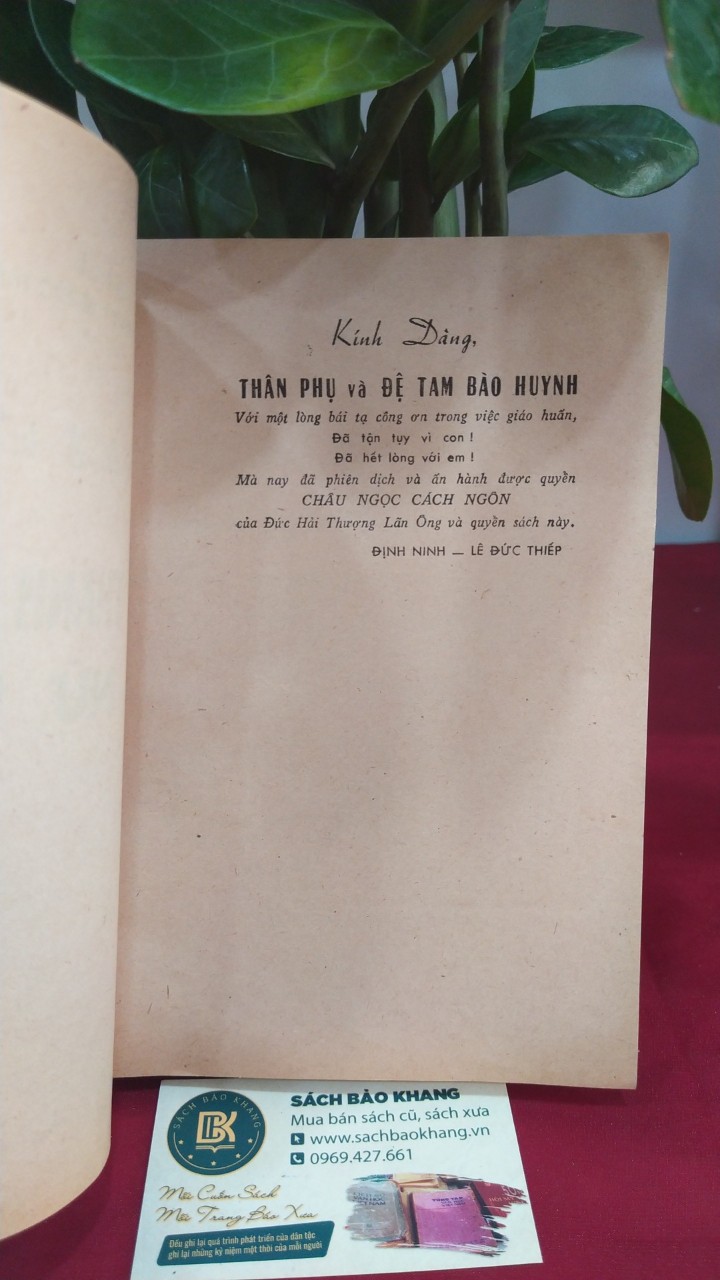 Kính Dâng,
THÂN PHỤ và ĐỆ TAM BÀO HUYNH
Với một lòng bái tạ công ơn trong việc giáo huấn,
Đã tận tụy vì con !
Đã hết lòng với em !
Mà nay đã phiên dịch và ấn hành được quyển
CHÂU NGỌC CÁCH NGÔN
của Đức Hải Thượng Lãn Ông và quyển sách này.
ĐỊNH NINH — LÊ ĐỨC THIẾP
SÁCH BẢO KHANG
BK
SÁCH BẢO KHANG
Mua bán sách cũ, sách xưa
www.sachbaokhang.vn
0969.427.661
Mỗi Cuốn Sách
Mỗi Trang Báo Xưa
Đều ghi lại quá trình phát triển của dân tộc
ghi lại những kỷ niệm một thời của mỗi người